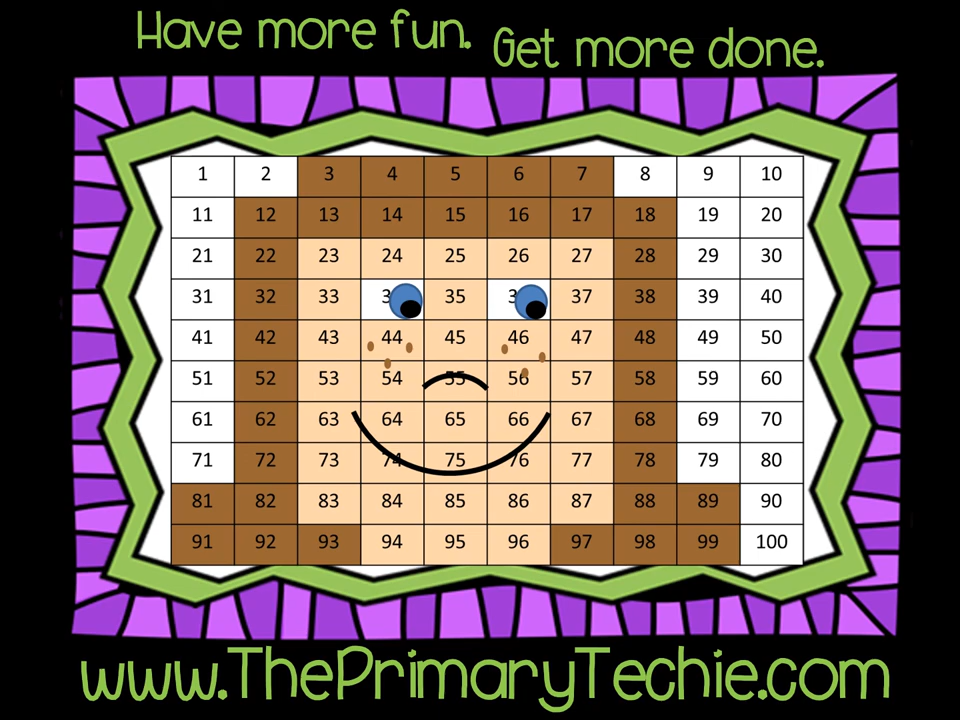 Have more fun. Get more done.
1 2 3 4 5 6 7 8 9 10
11 12 13 14 15 16 17 18 19 20
21 22 23 24 25 26 27 28 29 30
31 32 33 35 37 38 39 40
41 42 43 44 45 46 47 48 49 50
51 52 53 54 55 56 57 58 59 60
61 62 63 64 65 66 67 68 69 70
71 72 73 74 75 76 77 78 79 80
81 82 83 84 85 86 87 88 89 90
91 92 93 94 95 96 97 98 99 100
www.ThePrimaryTechie.com